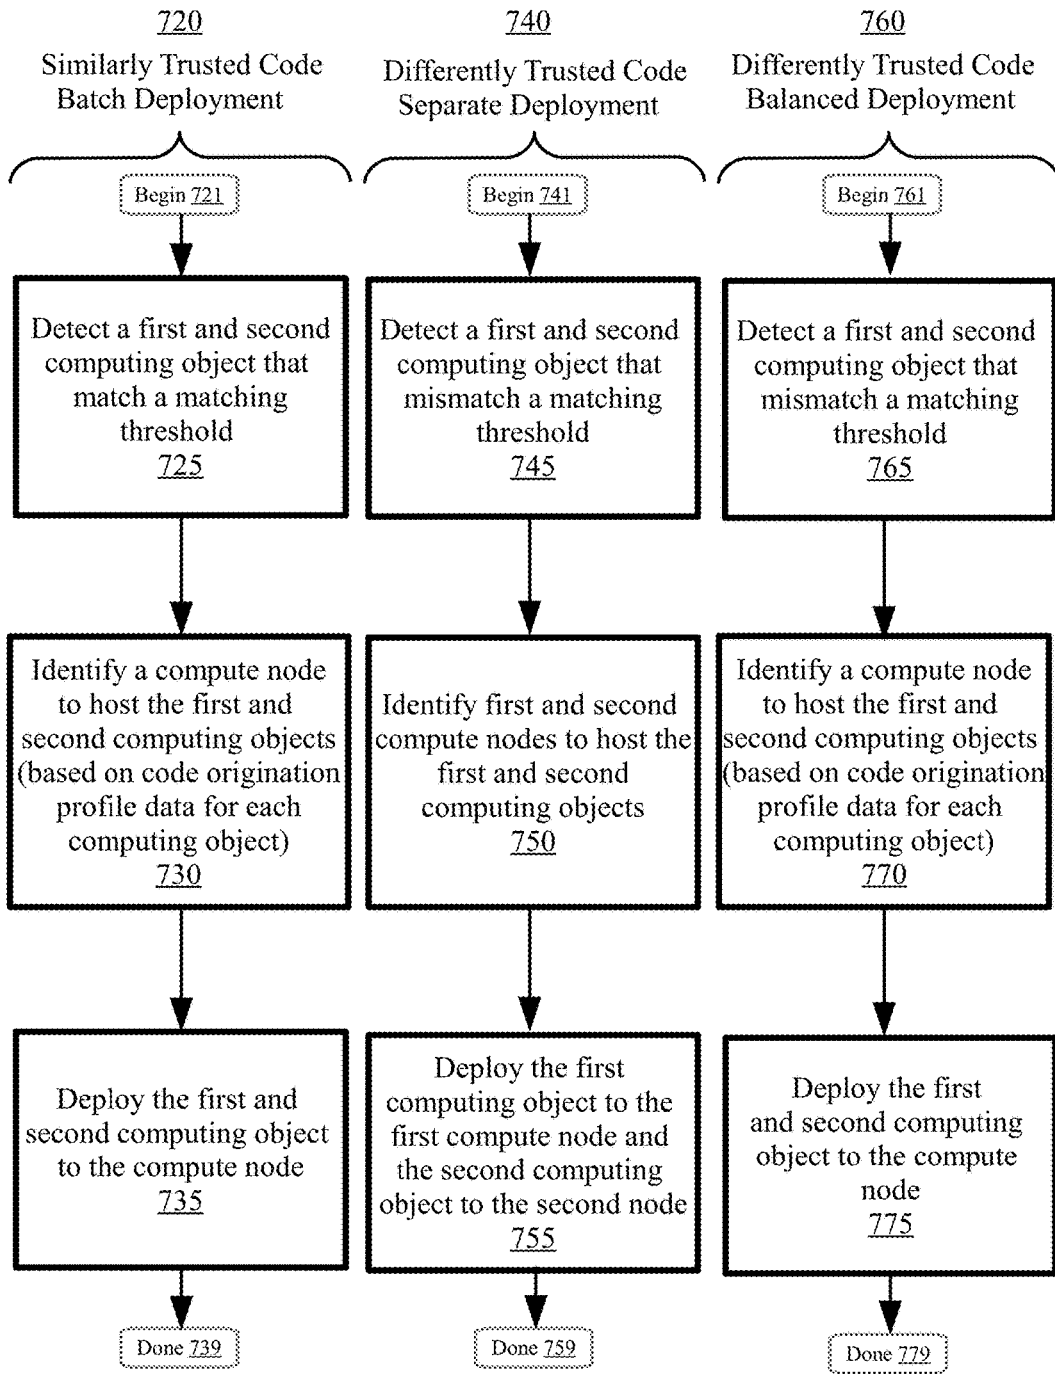 720
Similarly Trusted Code
Batch Deployment
Begin 721
Detect a first and second
computing object that
match a matching
threshold
725
Identify a compute node
to host the first and
second computing objects
(based on code origination
profile data for each
computing object)
730
Deploy the first and
second computing object
to the compute node
735
Done 739
740
Differently Trusted Code
Separate Deployment
Begin 741
Detect a first and second
computing object that
mismatch a matching
threshold
745
Identify first and second
compute nodes to host the
first and second
computing objects
750
Deploy the first
computing object to the
first compute node and
the second computing
object to the second node
755
Done 759
760
Differently Trusted Code
Balanced Deployment
Begin 761
Detect a first and second
computing object that
mismatch a matching
threshold
765
Identify a compute node
to host the first and
second computing objects
(based on code origination
profile data for each
computing object)
770
Deploy the first
and second computing
object to the compute
node
775
Done 779